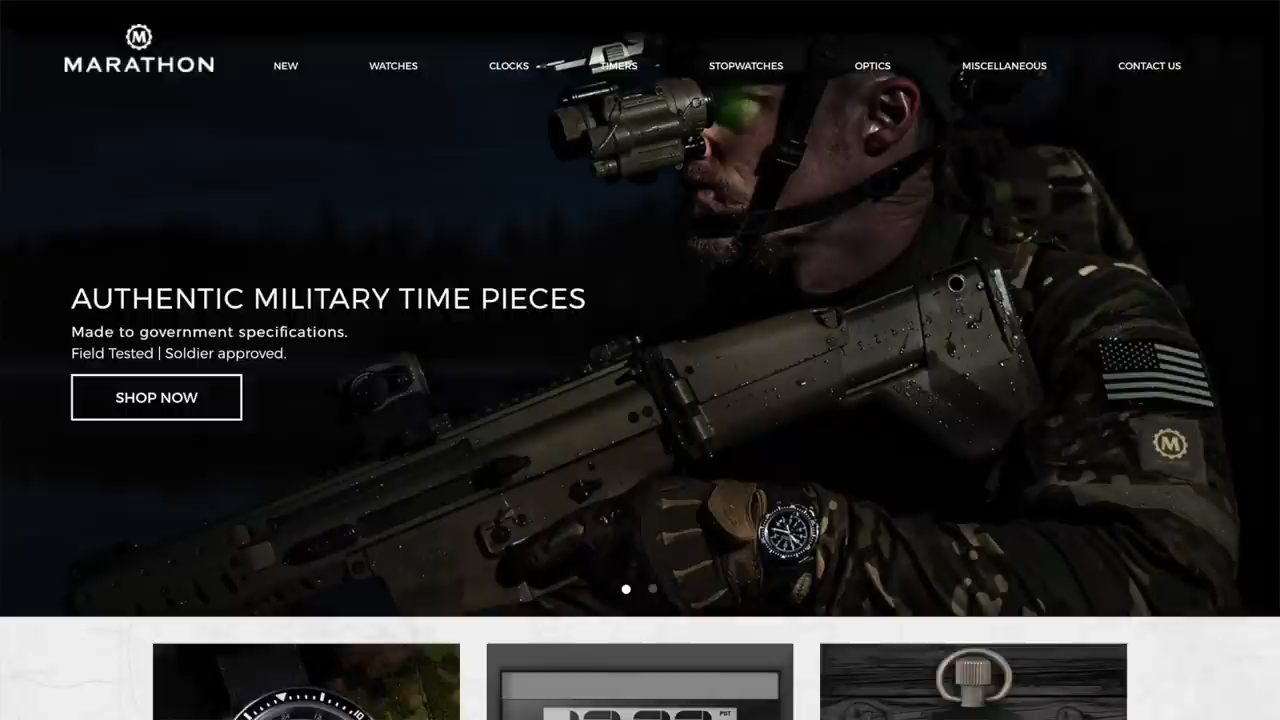 M
MARATHON
NEW
WATCHES
CLOCKS
TIMERS
STOPWATCHES
OPTICS
MISCELLANEOUS
CONTACT US
AUTHENTIC MILITARY TIME PIECES
Made to government specifications.
Field Tested | Soldier approved.
SHOP NOW
M
PST